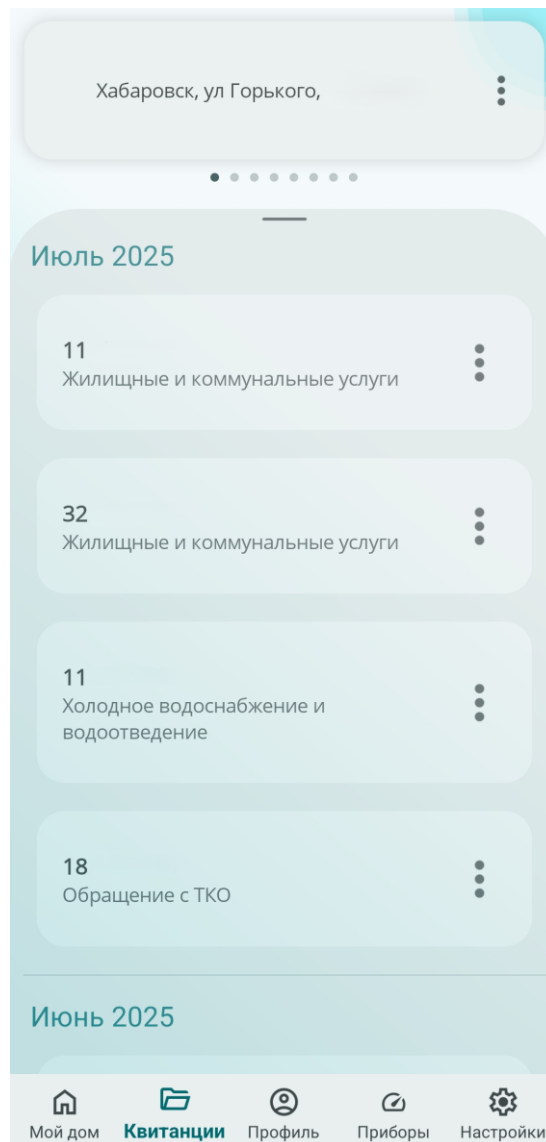 Хабаровск, ул Горького,
Июль 2025
11
Жилищные и коммунальные услуги
32
Жилищные и коммунальные услуги
11
Холодное водоснабжение и
водоотведение
18
Обращение с ТКО
Июнь 2025
Мой дом Квитанции Профиль Приборы Настройки